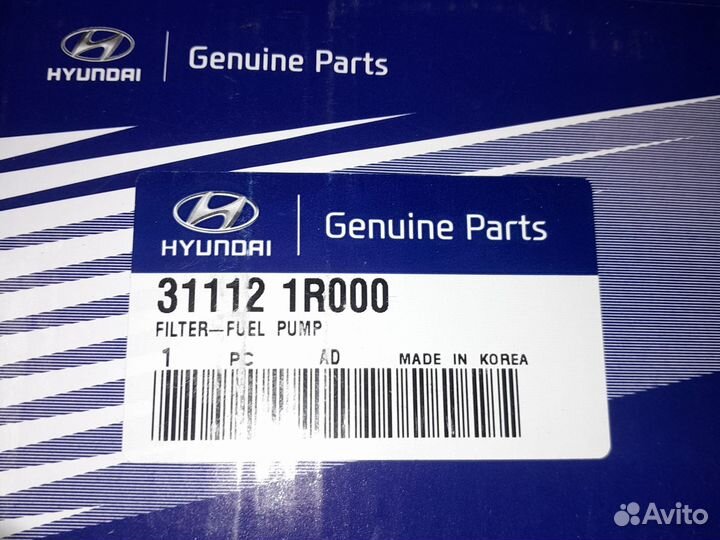 HYUNDAI
Genuine Parts
HYUNDAI
Genuine Parts
31112 1R000
FILTER-FUEL PUMP
1 PC AD MADE IN KOREA
Avito